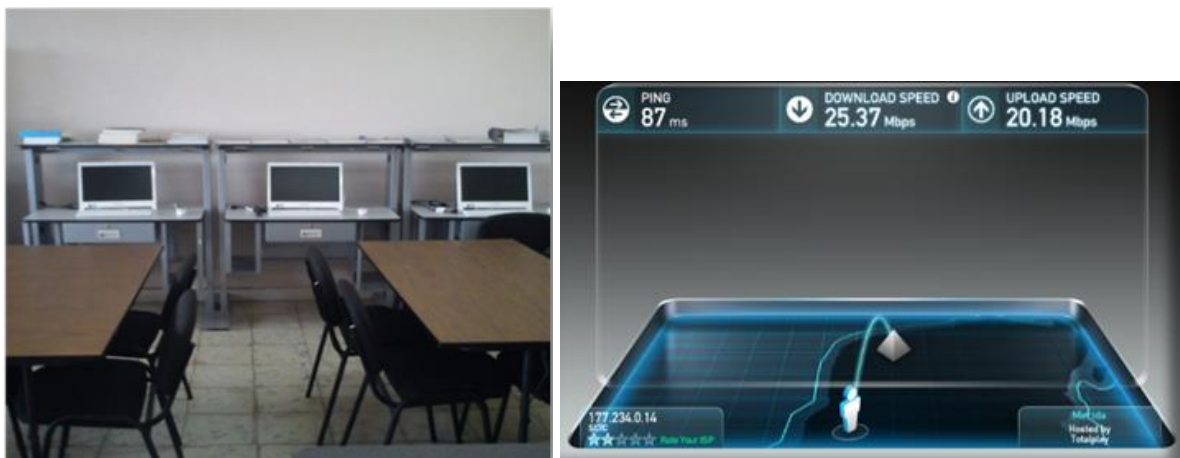 PING
87 ms
DOWNLOAD SPEED
25.37 Mbps
UPLOAD SPEED
20.18 Mbps
177.234.0.14
Rate Your ISP
Merida
Hosted by
Totalplay